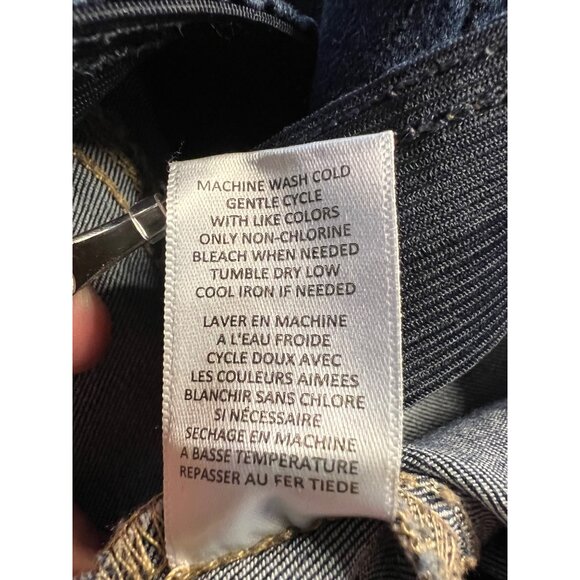 MACHINE WASH COLD
GENTLE CYCLE
WITH LIKE COLORS
ONLY NON-CHLORINE
BLEACH WHEN NEEDED
TUMBLE DRY LOW
COOL IRON IF NEEDED
LAVER EN MACHINE
A L'EAU FROIDE
CYCLE DOUX AVEC
LES COULEURS AIMEES
BLANCHIR SANS CHLORE
SI NÉCESSAIRE
SECHAGE EN MACHINE
A BASSE TEMPERATURE
REPASSER AU FER TIEDE